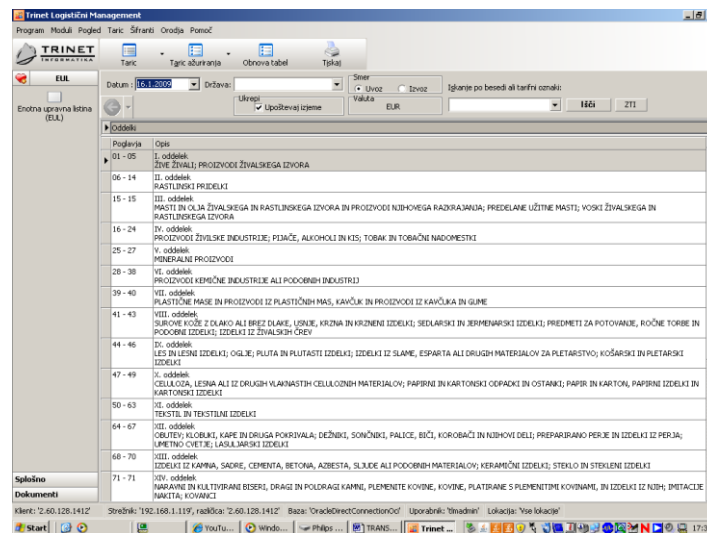 Trinet Logistični Management
Program Moduli Pogled Taric Šifranti Orodja Pomoč
TRINET
INFORMATIKA
Taric
Taric ažuriranja
Obnova tabel
Tiskaj
EUL
Enotna upravna listina
(EUL)
Datum : 16.1.2009 Država:
Smer
Uvoz Izvoz
Iskanje po besedi ali tarifni oznaki:
Ukrepi
Upoštevaj izjeme
Valuta
EUR
Išči
ZTI
Oddelki
Poglavja Opis
01 - 05 I. oddelek
ŽIVE ŽIVALI; PROIZVODI ŽIVALSKEGA IZVORA
06 - 14 II. oddelek
RASTLINSKI PRIDELKI
15 - 15 III. oddelek
MASTI IN OLJA ŽIVALSKEGA IN RASTLINSKEGA IZVORA IN PROIZVODI NJIHOVEGA RAZKRAJANJA; PREDELANE UŽITNE MASTI; VOSKI ŽIVALSKEGA IN
RASTLINSKEGA IZVORA
16 - 24 IV. oddelek
PROIZVODI ŽIVILSKE INDUSTRIJE; PIJAČE, ALKOHOLI IN KIS; TOBAK IN TOBAČNI NADOMESTKI
25 - 27 V. oddelek
MINERALNI PROIZVODI
28 - 38 VI. oddelek
PROIZVODI KEMIČNE INDUSTRIJE ALI PODOBNIH INDUSTRIJ
39 - 40 VII. oddelek
PLASTIČNE MASE IN PROIZVODI IZ PLASTIČNIH MAS, KAVČUK IN PROIZVODI IZ KAVČUKA IN GUME
41 - 43 VIII. oddelek
SUROVE KOŽE Z DLAKO ALI BREZ DLAKE, USNJE, KRZNA IN KRZNENI IZDELKI; SEDLARSKI IN JERMENARSKI IZDELKI; PREDMETI ZA POTOVANJE, ROČNE TORBE IN
PODOBNI IZDELKI; IZDELKI IZ ŽIVALSKIH ČREV
44 - 46 IX. oddelek
LES IN LESNI IZDELKI; OGLJE; PLUTA IN PLUTASTI IZDELKI; IZDELKI IZ SLAME, ESPARTA ALI DRUGIH MATERIALOV ZA PLETARSTVO; KOŠARSKI IN PLETARSKI
IZDELKI
47 - 49 X. oddelek
CELULOZA, LESNA ALI IZ DRUGIH VLAKNASTIH CELULOZNIH MATERIALOV; PAPIRNI IN KARTONSKI ODPADKI IN OSTANKI; PAPIR IN KARTON, PAPIRNI IZDELKI IN
KARTONSKI IZDELKI
50 - 63 XI. oddelek
TEKSTIL IN TEKSTILNI IZDELKI
64 - 67 XII. oddelek
OBUTEV; KLOBUKI, KAPE IN DRUGA POKRIVALA; DEŽNIKI, SONČNIKI, PALICE, BIČI, KOROBAČI IN NJIHOVI DELI; PREPARIRANO PERJE IN IZDELKI IZ PERJA;
UMETNO CVETJE; LASULJARSKI IZDELKI
68 - 70 XIII. oddelek
IZDELKI IZ KAMNA, SADRE, CEMENTA, BETONA, AZBESTA, SLJUDE ALI PODOBNIH MATERIALOV; KERAMIČNI IZDELKI; STEKLO IN STEKLENI IZDELKI
71 - 71 XIV. oddelek
NARAVNI IN KULTIVIRANI BISERI, DRAGI IN POLDRAGI KAMNI, PLEMENITE KOVINE, KOVINE, PLATIRANE S PLEMENITIMI KOVINAMI, IN IZDELKI IZ NJIH; IMITACIJE
NAKITA; KOVANCI
Splošno
Dokumenti
Klient: '2.60.128.1412' Strežnik: '192.168.1.119', različica: '2.60.128.1412' Baza: 'OracleDirectConnectionOci' Uporabnik: 'tlmadmin' Lokacija: 'Vse lokacije'
Start YouTu... Windo... Philips ... TRANS... Trinet ... 17:3